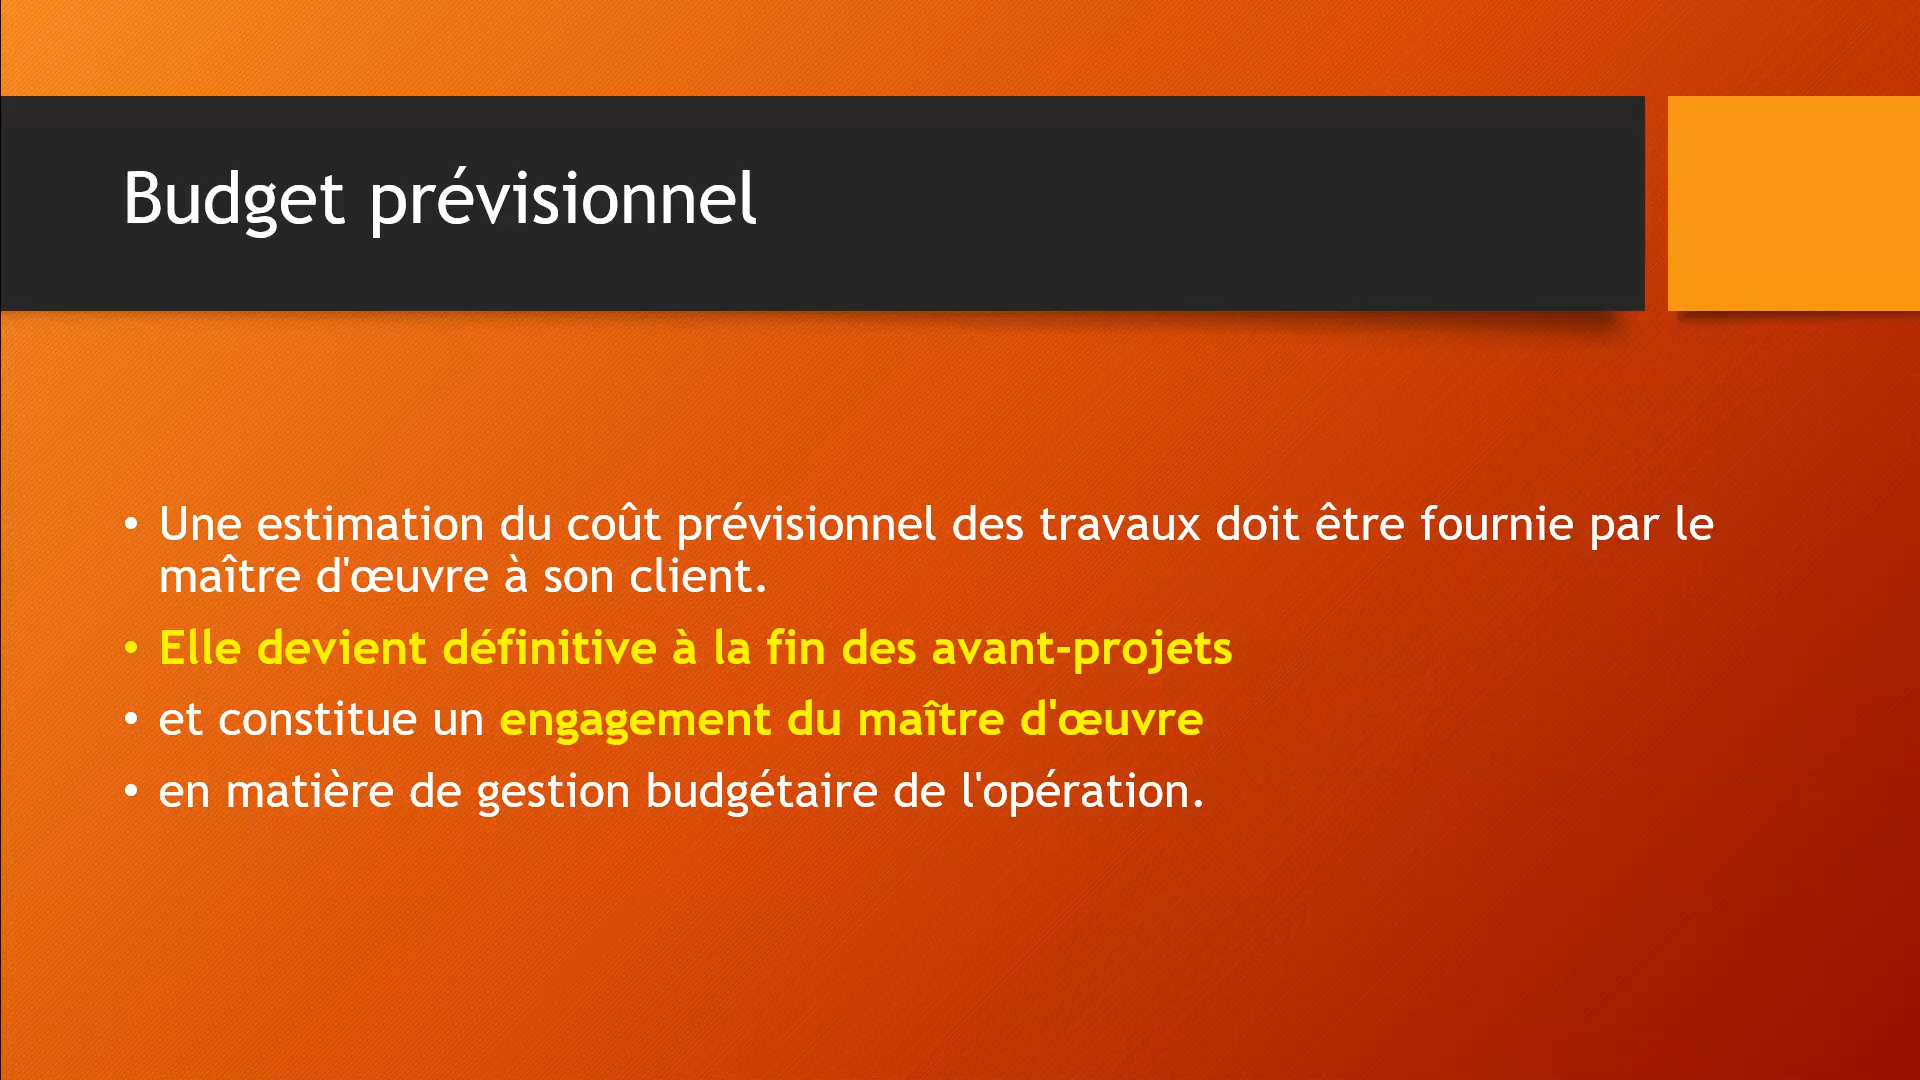 Budget prévisionnel
• Une estimation du coût prévisionnel des travaux doit être fournie par le
maître d'œuvre à son client.
• Elle devient définitive à la fin des avant-projets
• et constitue un engagement du maître d'œuvre
• en matière de gestion budgétaire de l'opération.